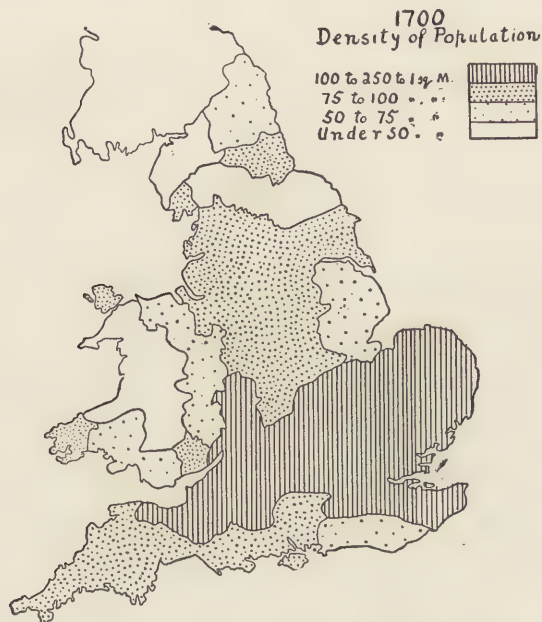 1700
Density of Population
100 to 250 to 1 sq M.
75 to 100 " " "
50 to 75 " "
Under 50 " "